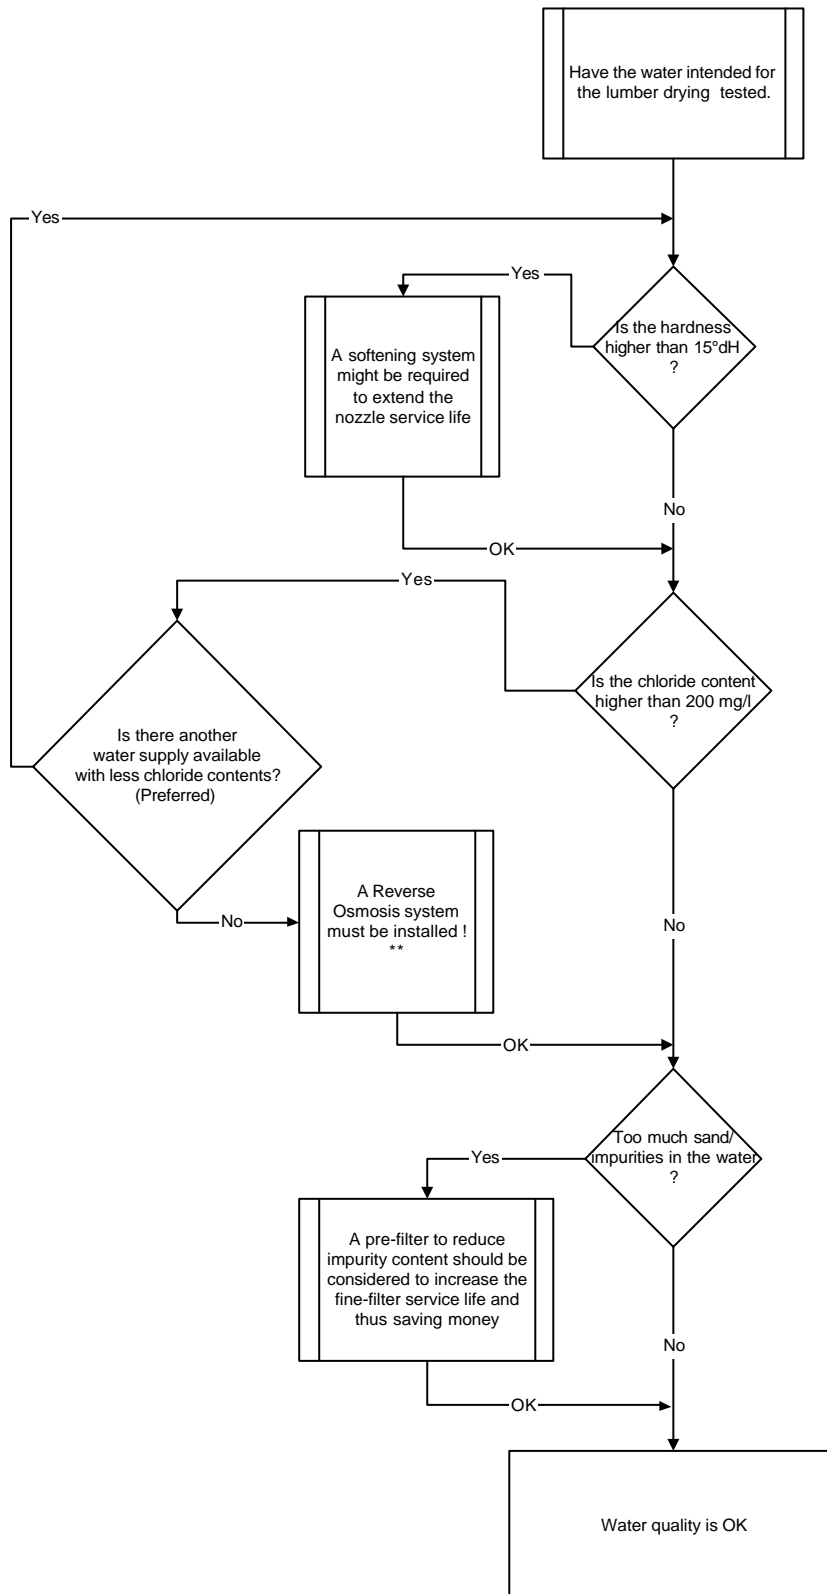 Have the water intended for
the lumber drying tested.
Yes
Yes
Is the hardness
higher than 15°dH
?
A softening system
might be required
to extend the
nozzle service life
No
OK
Yes
Is the chloride content
higher than 200 mg/l
?
Is there another
water supply available
with less chloride contents?
(Preferred)
No
A Reverse
Osmosis system
must be installed !
**
No
OK
Too much sand/
impurities in the water
?
Yes
A pre-filter to reduce
impurity content should be
considered to increase the
fine-filter service life and
thus saving money
No
OK
Water quality is OK